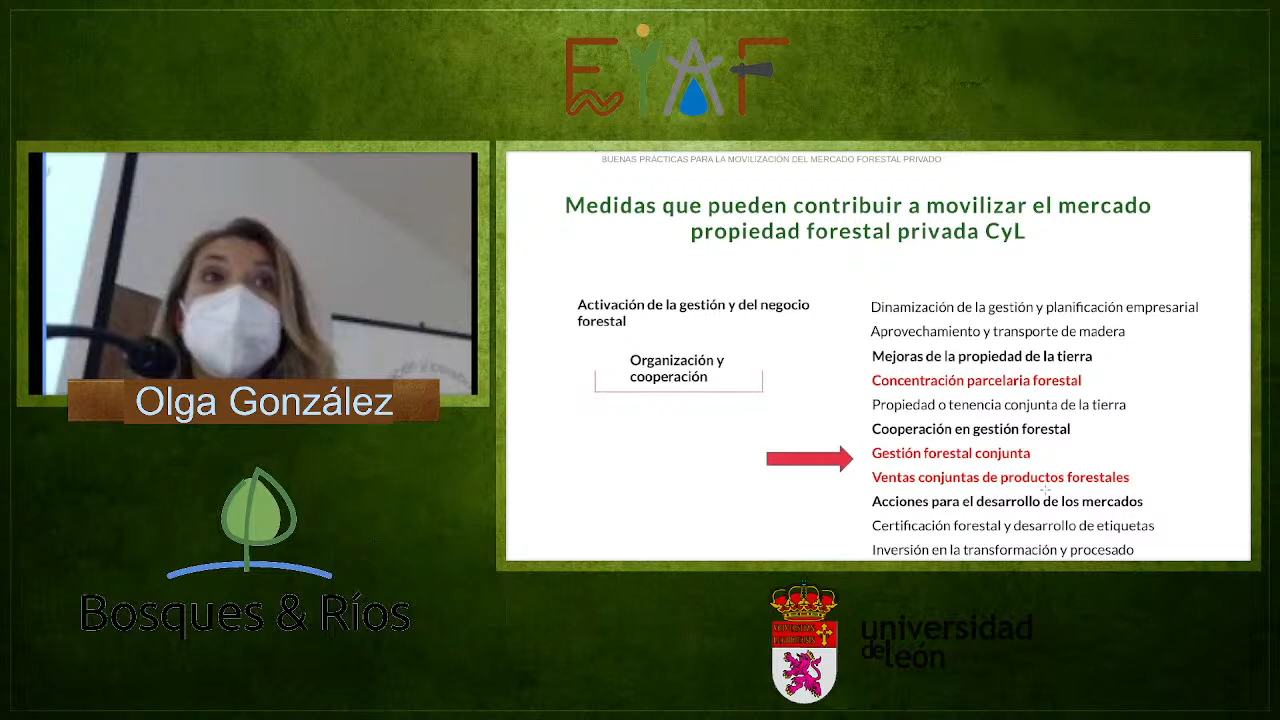 EIAF
BUENAS PRÁCTICAS PARA LA MOVILIZACIÓN DEL MERCADO FORESTAL PRIVADO
Medidas que pueden contribuir a movilizar el mercado
propiedad forestal privada CyL
Activación de la gestión y del negocio
forestal
Organización y
cooperación
Dinamización de la gestión y planificación empresarial
Aprovechamiento y transporte de madera
Mejoras de la propiedad de la tierra
Concentración parcelaria forestal
Propiedad o tenencia conjunta de la tierra
Cooperación en gestión forestal
Gestión forestal conjunta
Ventas conjuntas de productos forestales
Acciones para el desarrollo de los mercados
Certificación forestal y desarrollo de etiquetas
Inversión en la transformación y procesado
Olga González
Bosques & Ríos
universidad
de león